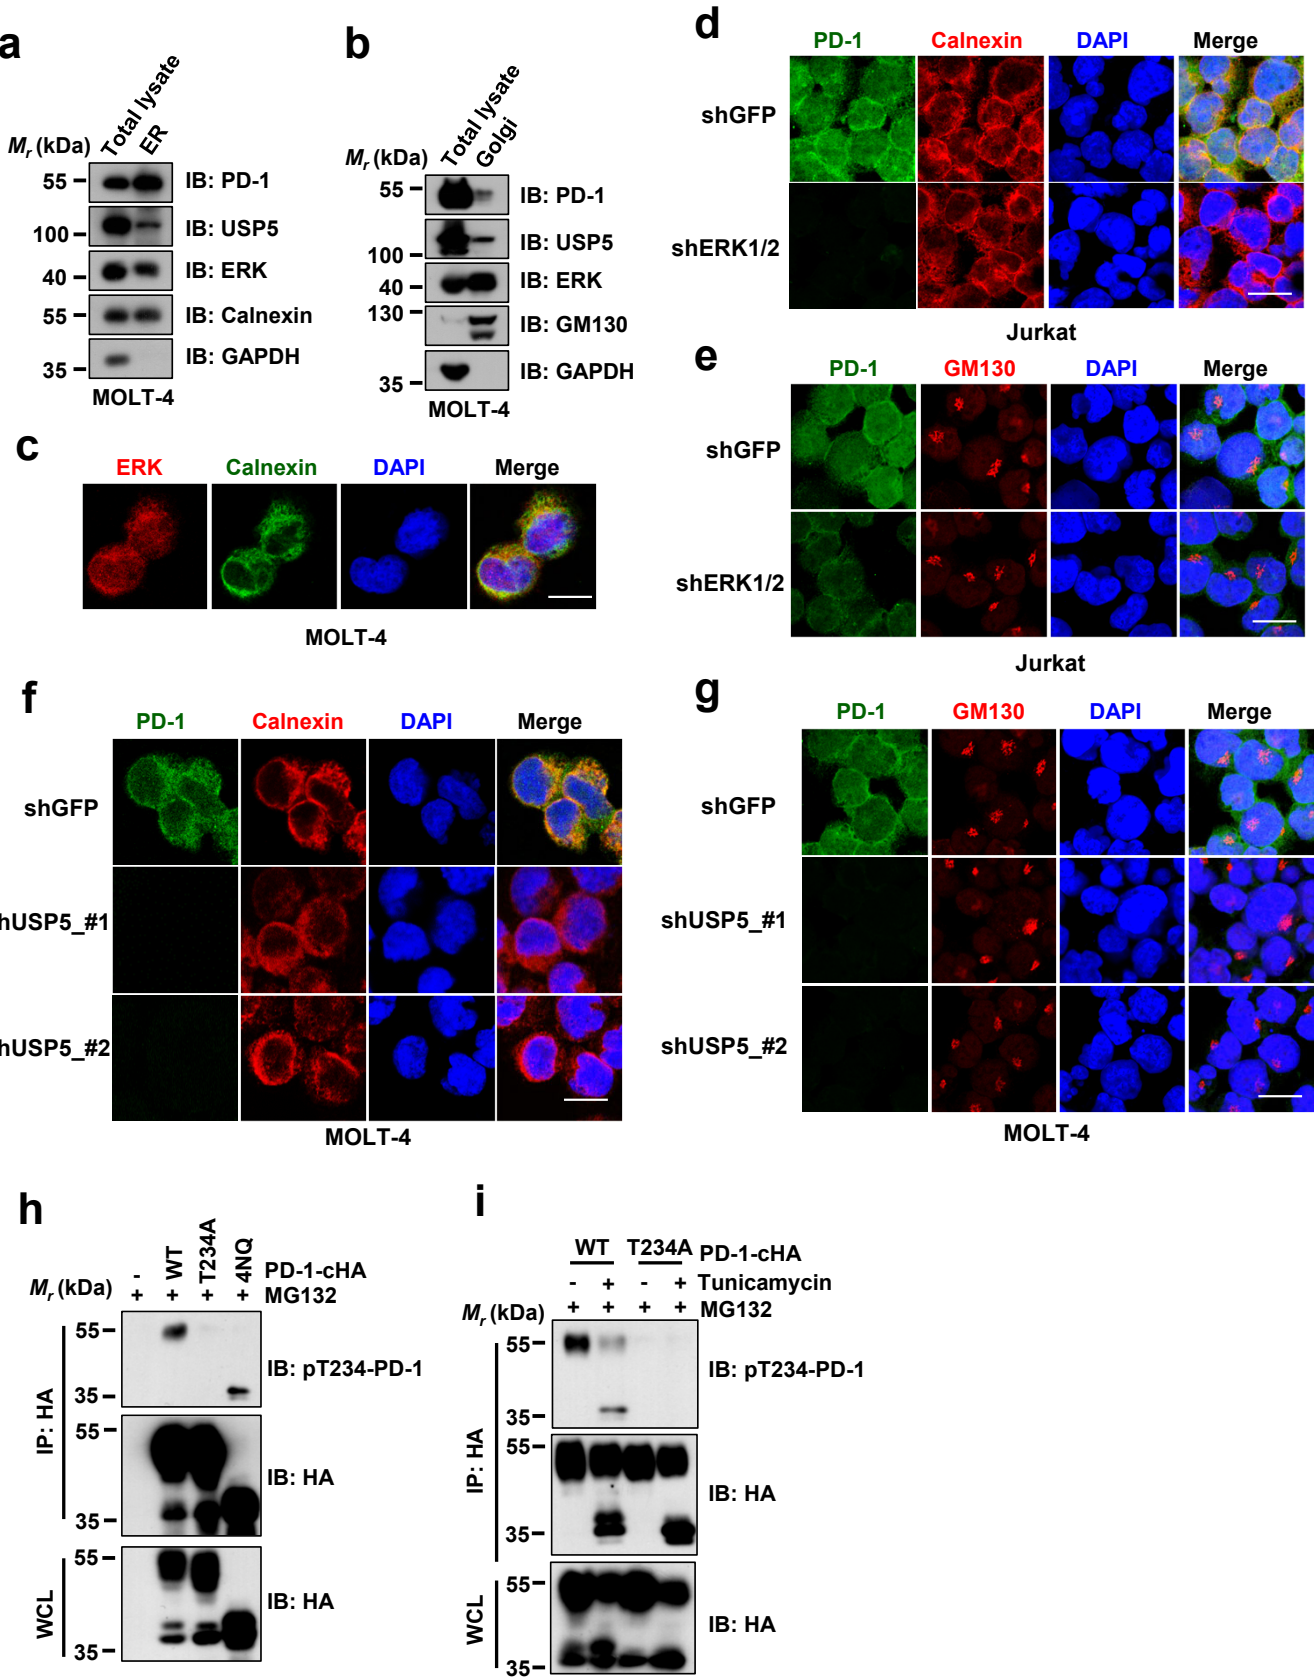 a
Total lysate
ER
Mr (kDa)
55
IB: PD-1
100
IB: USP5
40
IB: ERK
55
IB: Calnexin
35
IB: GAPDH
MOLT-4
b
Total lysate
Golgi
Mr (kDa)
55
IB: PD-1
100
IB: USP5
40
IB: ERK
130
IB: GM130
35
IB: GAPDH
MOLT-4
c
ERK Calnexin DAPI Merge
MOLT-4
d
PD-1 Calnexin DAPI Merge
shGFP
shERK1/2
Jurkat
e
PD-1 GM130 DAPI Merge
shGFP
shERK1/2
Jurkat
f
PD-1 Calnexin DAPI Merge
shGFP
hUSP5_#1
hUSP5_#2
MOLT-4
g
PD-1 GM130 DAPI Merge
shGFP
shUSP5_#1
shUSP5_#2
MOLT-4
h
- WT T234A 4NQ PD-1-cHA
Mr (kDa) + + + + MG132
IP: HA
55
35
IB: pT234-PD-1
55
35
IB: HA
WCL
55
35
IB: HA
i
WT T234A PD-1-cHA
- + - + Tunicamycin
Mr (kDa) + + + + MG132
IP: HA
55
35
IB: pT234-PD-1
55
35
IB: HA
WCL
55
35
IB: HA